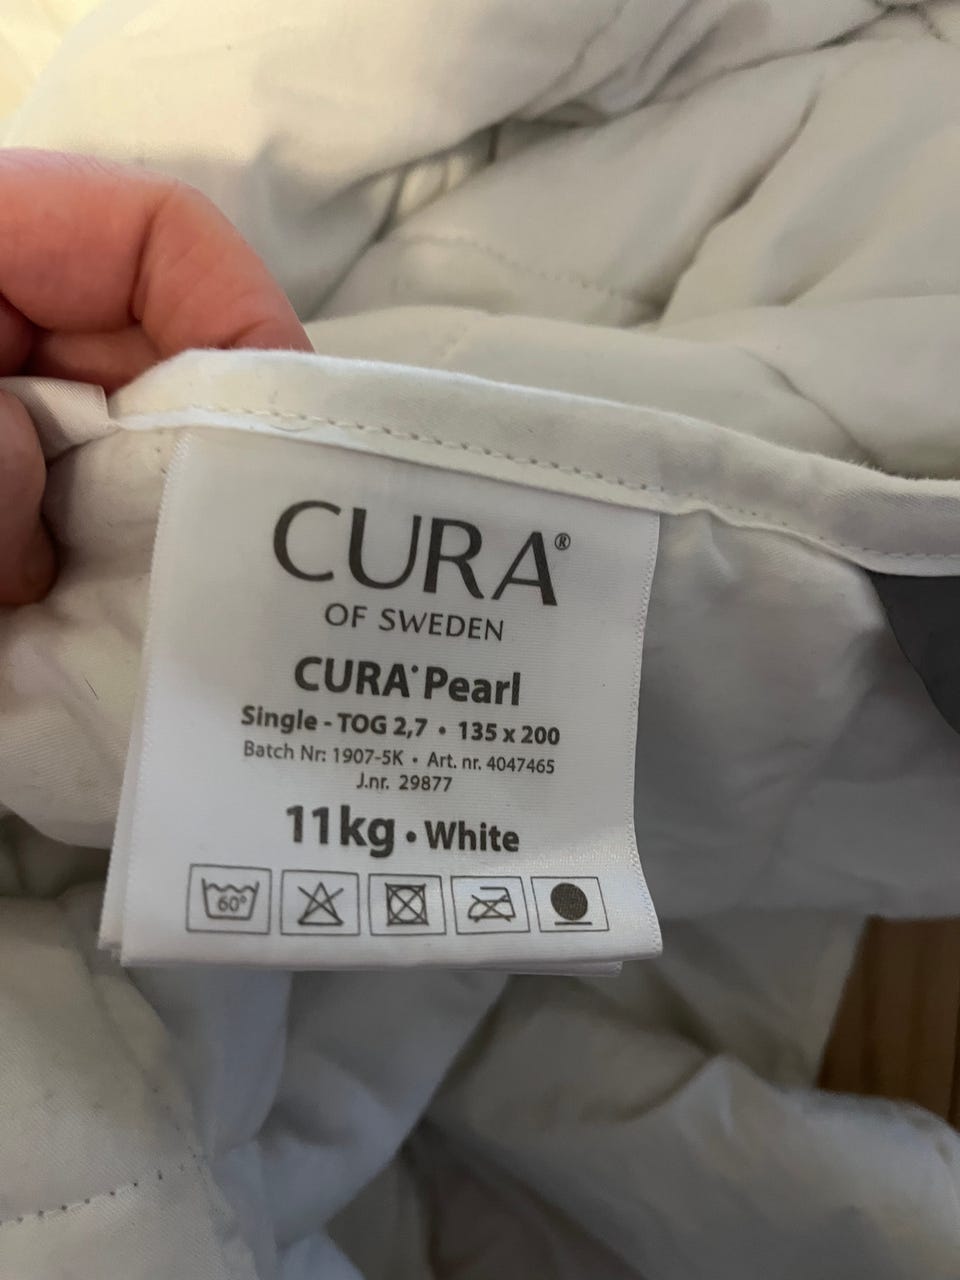 CURA®
OF SWEDEN
CURA® Pearl
Single - TOG 2,7 • 135 x 200
Batch Nr: 1907-5K • Art. nr. 4047465
J.nr. 29877
11kg • White
60°